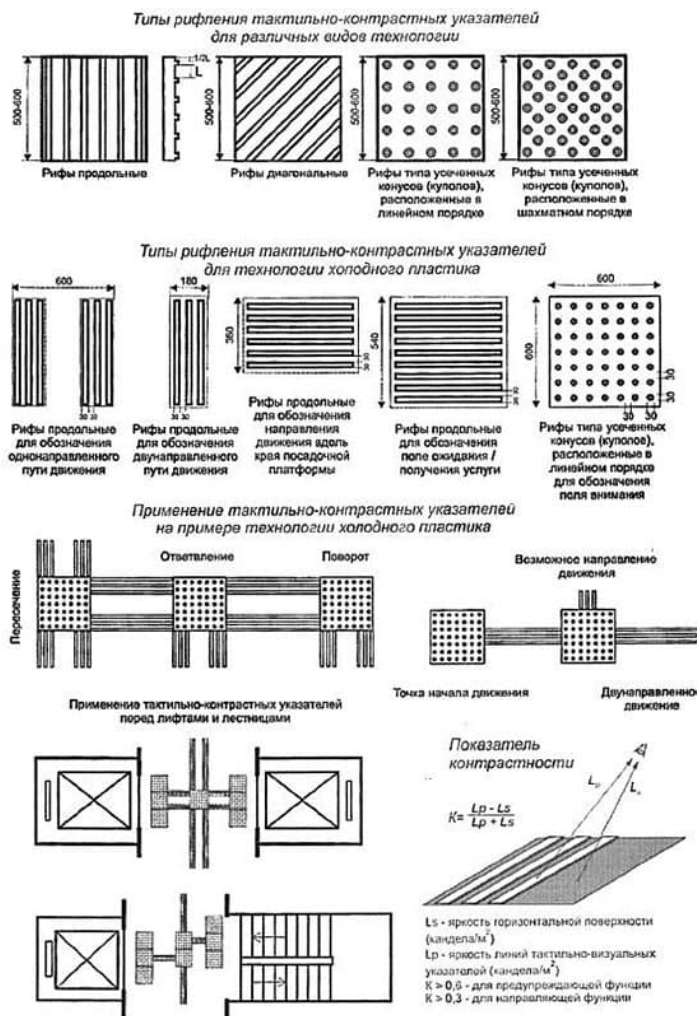 Типы рифления тактильно-контрастных указателей
для различных видов технологии
1/2L
L
500-600
500-600
500-600
500-600
Рифы продольные
Рифы диагональные
Рифы типа усеченных
конусов (куполов),
расположенные в
линейном порядке
Рифы типа усеченных
конусов (куполов),
расположенные в
шахматном порядке
Типы рифления тактильно-контрастных указателей
для технологии холодного пластика
600
180
360
540
600
600
30 30
30 30
30
30
30
30
30
30
30 30
Рифы продольные
для обозначения
однонаправленного
пути движения
Рифы продольные
для обозначения
двунаправленного
пути движения
Рифы продольные
для обозначения
направления
движения вдоль
края посадочной
платформы
Рифы продольные
для обозначения
поле ожидания /
получения услуги
Рифы типа усеченных
конусов (куполов),
расположенные в
линейном порядке
для обозначения
поля внимания
Применение тактильно-контрастных указателей
на примере технологии холодного пластика
Пересечение
Ответвление
Поворот
Возможное направление
движения
Точка начала движения
Двунаправленное
движение
Применение тактильно-контрастных указателей
перед лифтами и лестницами
Показатель
контрастности
K= Lp - Ls
Lp + Ls
Lp
Ls
Ls - яркость горизонтальной поверхности
(кандела/м²)
Lp - яркость линий тактильно-визуальных
указателей (кандела/м²)
K > 0,6 - для предупреждающей функции
K > 0,3 - для направляющей функции